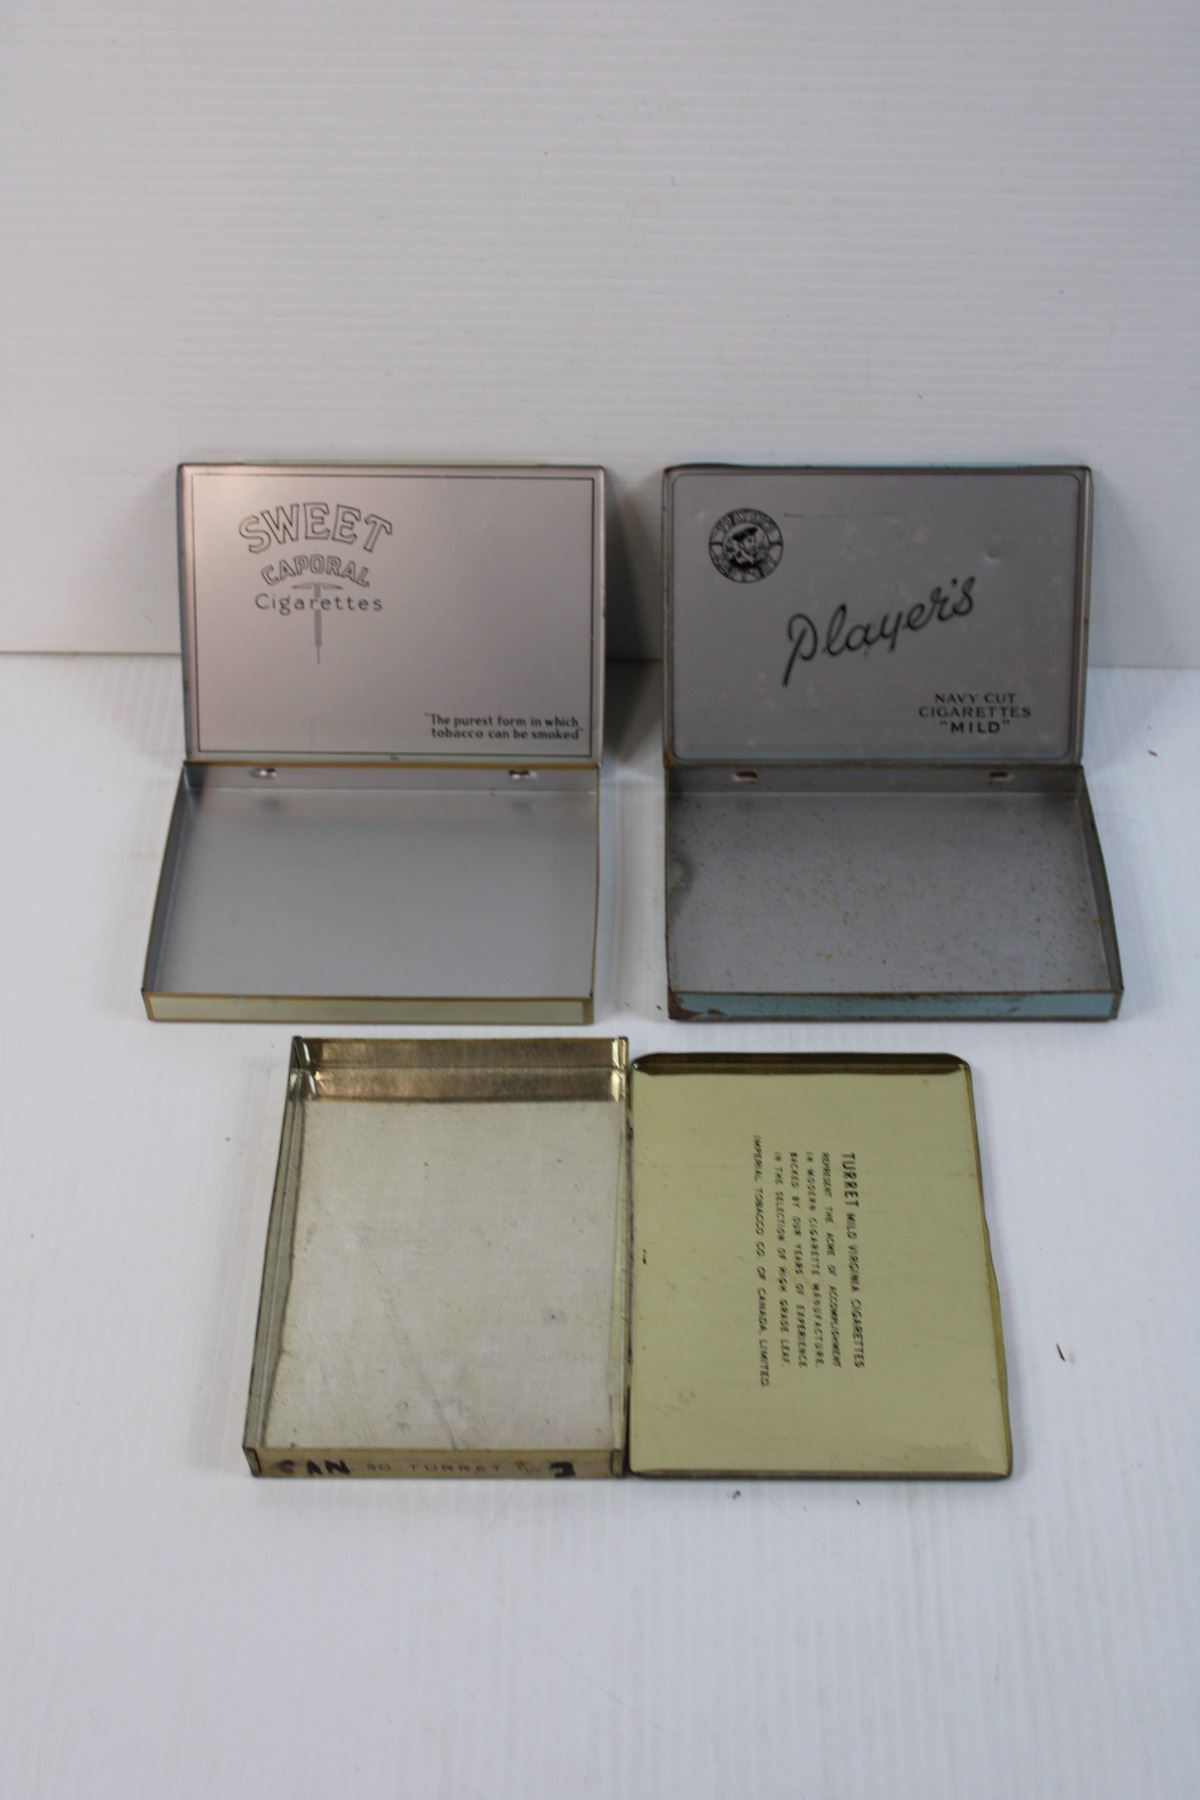 SWEET
CAPORAL
Cigarettes
"The purest form in which
tobacco can be smoked"
Player's
NAVY CUT
CIGARETTES
"MILD"
TURRET MILD VIRGINIA CIGARETTES
REPRESENT THE ACME OF ACCOMPLISHMENT
IN MODERN CIGARETTE MANUFACTURE,
BACKED BY OUR YEARS OF EXPERIENCE
IN THE SELECTION OF HIGH GRADE LEAF.
IMPERIAL TOBACCO CO. OF CANADA, LIMITED.
CAN 30 TURRET